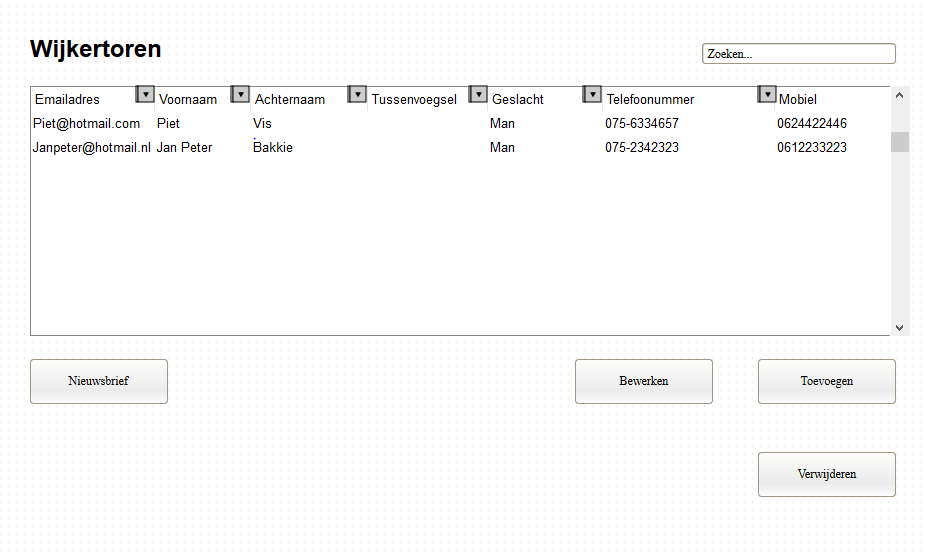 Wijkertoren
Zoeken...
Emailadres Voornaam Achternaam Tussenvoegsel Geslacht Telefoonummer Mobiel
Piet@hotmail.com Piet Vis Man 075-6334657 0624422446
Janpeter@hotmail.nl Jan Peter Bakkie Man 075-2342323 0612233223
Nieuwsbrief Bewerken Toevoegen
Verwijderen